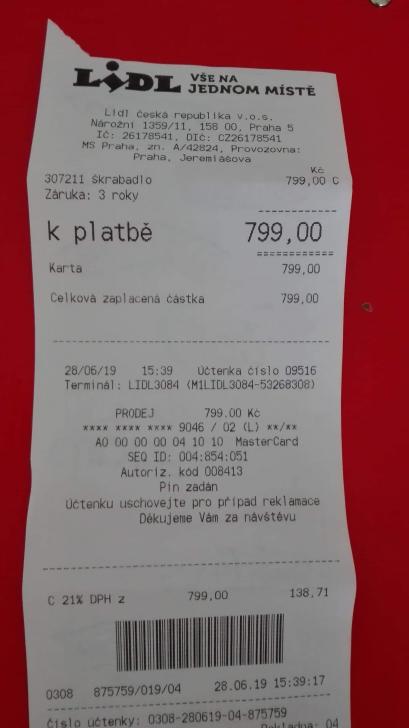 LIDL VŠE NA
JEDNOM MÍSTĚ
Lidl Česká republika v.o.s.
Nárožní 1359/11, 158 00, Praha 5
IČ: 26178541, DIČ: CZ26178541
MS Praha, zn. A/42824, Provozovna:
Praha, Jeremiášova
Kč
307211 Škrabadlo 799,00 C
Záruka: 3 roky
k platbě 799,00
Karta 799,00
Celková zaplacená částka 799,00
28/06/19 15:39 Účtenka číslo 09516
Terminál: LIDL3084 (M1LIDL3084-53268308)
PRODEJ 799.00 Kč
**** **** **** 9046 / 02 (L) **/**
A0 00 00 00 04 10 10 MasterCard
SEQ ID: 004:854:051
Autoriz. kód 008413
Pin zadán
Účtenku uschovejte pro případ reklamace
Děkujeme Vám za návštěvu
C 21% DPH z 799,00 138,71
0308 875759/019/04 28.06.19 15:39:17
Číslo účtenky: 0308-280619-04-875759
Pokladna: 04